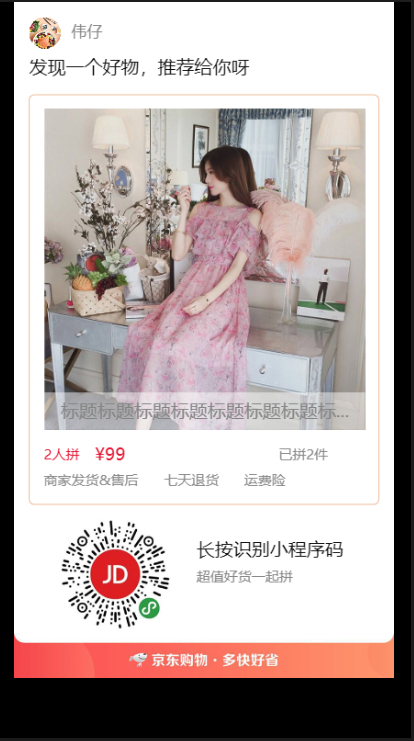 伟仔
发现一个好物，推荐给你呀
标题标题标题标题标题标题标题标...
2人拼 ¥99 已拼2件
商家发货&售后 七天退货 运费险
JD
长按识别小程序码
超值好货一起拼
京东购物·多快好省